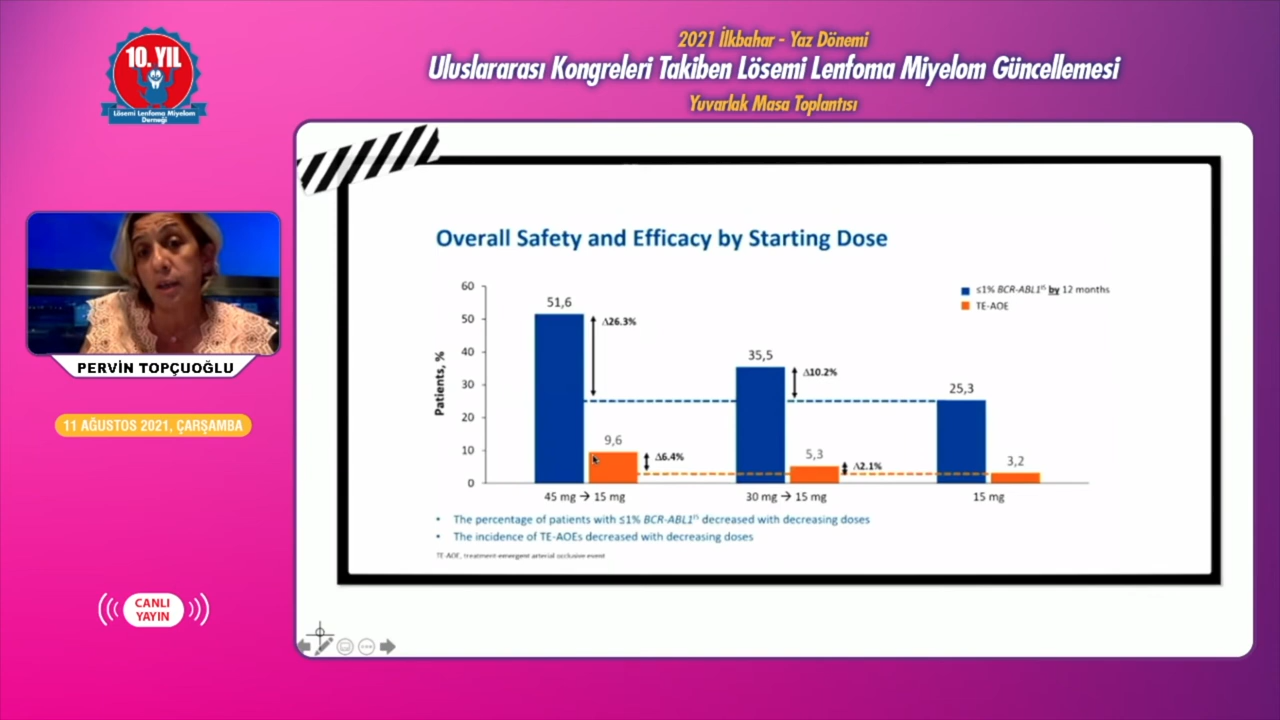 10. YIL
Lösemi Lenfoma Miyelom
Derneği
2021 İlkbahar - Yaz Dönemi
Uluslararası Kongreleri Takiben Lösemi Lenfoma Miyelom Güncellemesi
Yuvarlak Masa Toplantısı
PERVİN TOPÇUOĞLU
11 AĞUSTOS 2021, ÇARŞAMBA
CANLI
YAYIN
Overall Safety and Efficacy by Starting Dose
≤1% BCR-ABL1ᴵˢ by 12 months
TE-AOE
Patients, %
60
50
40
30
20
10
0
51,6
Δ26.3%
9,6
Δ6.4%
35,5
Δ10.2%
5,3
Δ2.1%
25,3
3,2
45 mg → 15 mg
30 mg → 15 mg
15 mg
• The percentage of patients with ≤1% BCR-ABL1ᴵˢ decreased with decreasing doses
• The incidence of TE-AOEs decreased with decreasing doses
TE-AOE, treatment-emergent arterial occlusive event